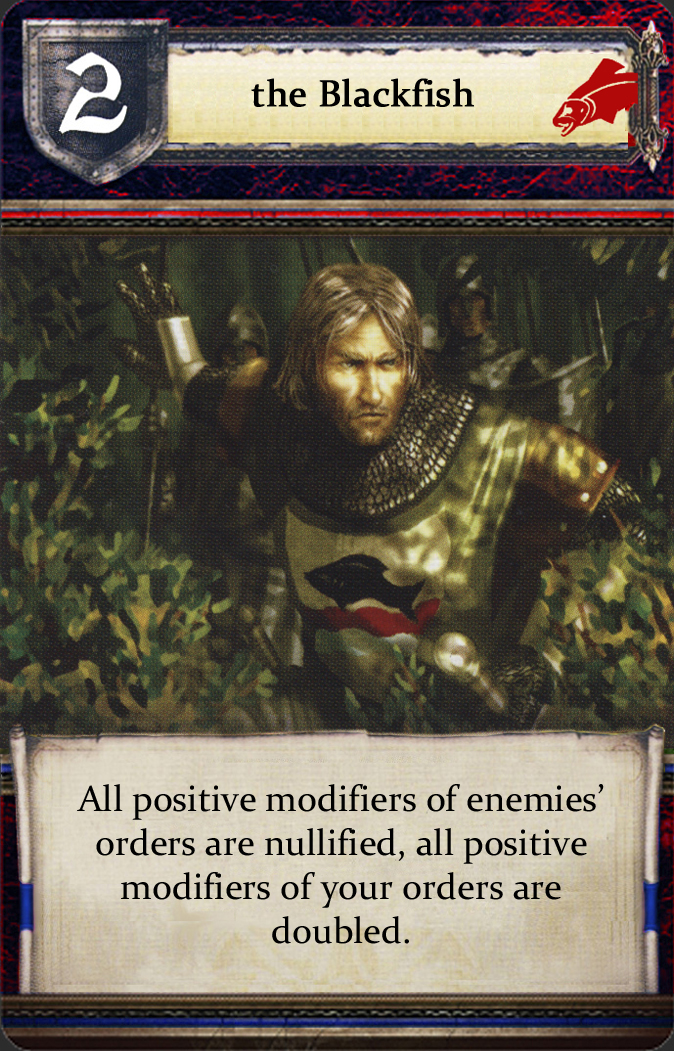 2
the Blackfish
All positive modifiers of enemies’
orders are nullified, all positive
modifiers of your orders are
doubled.